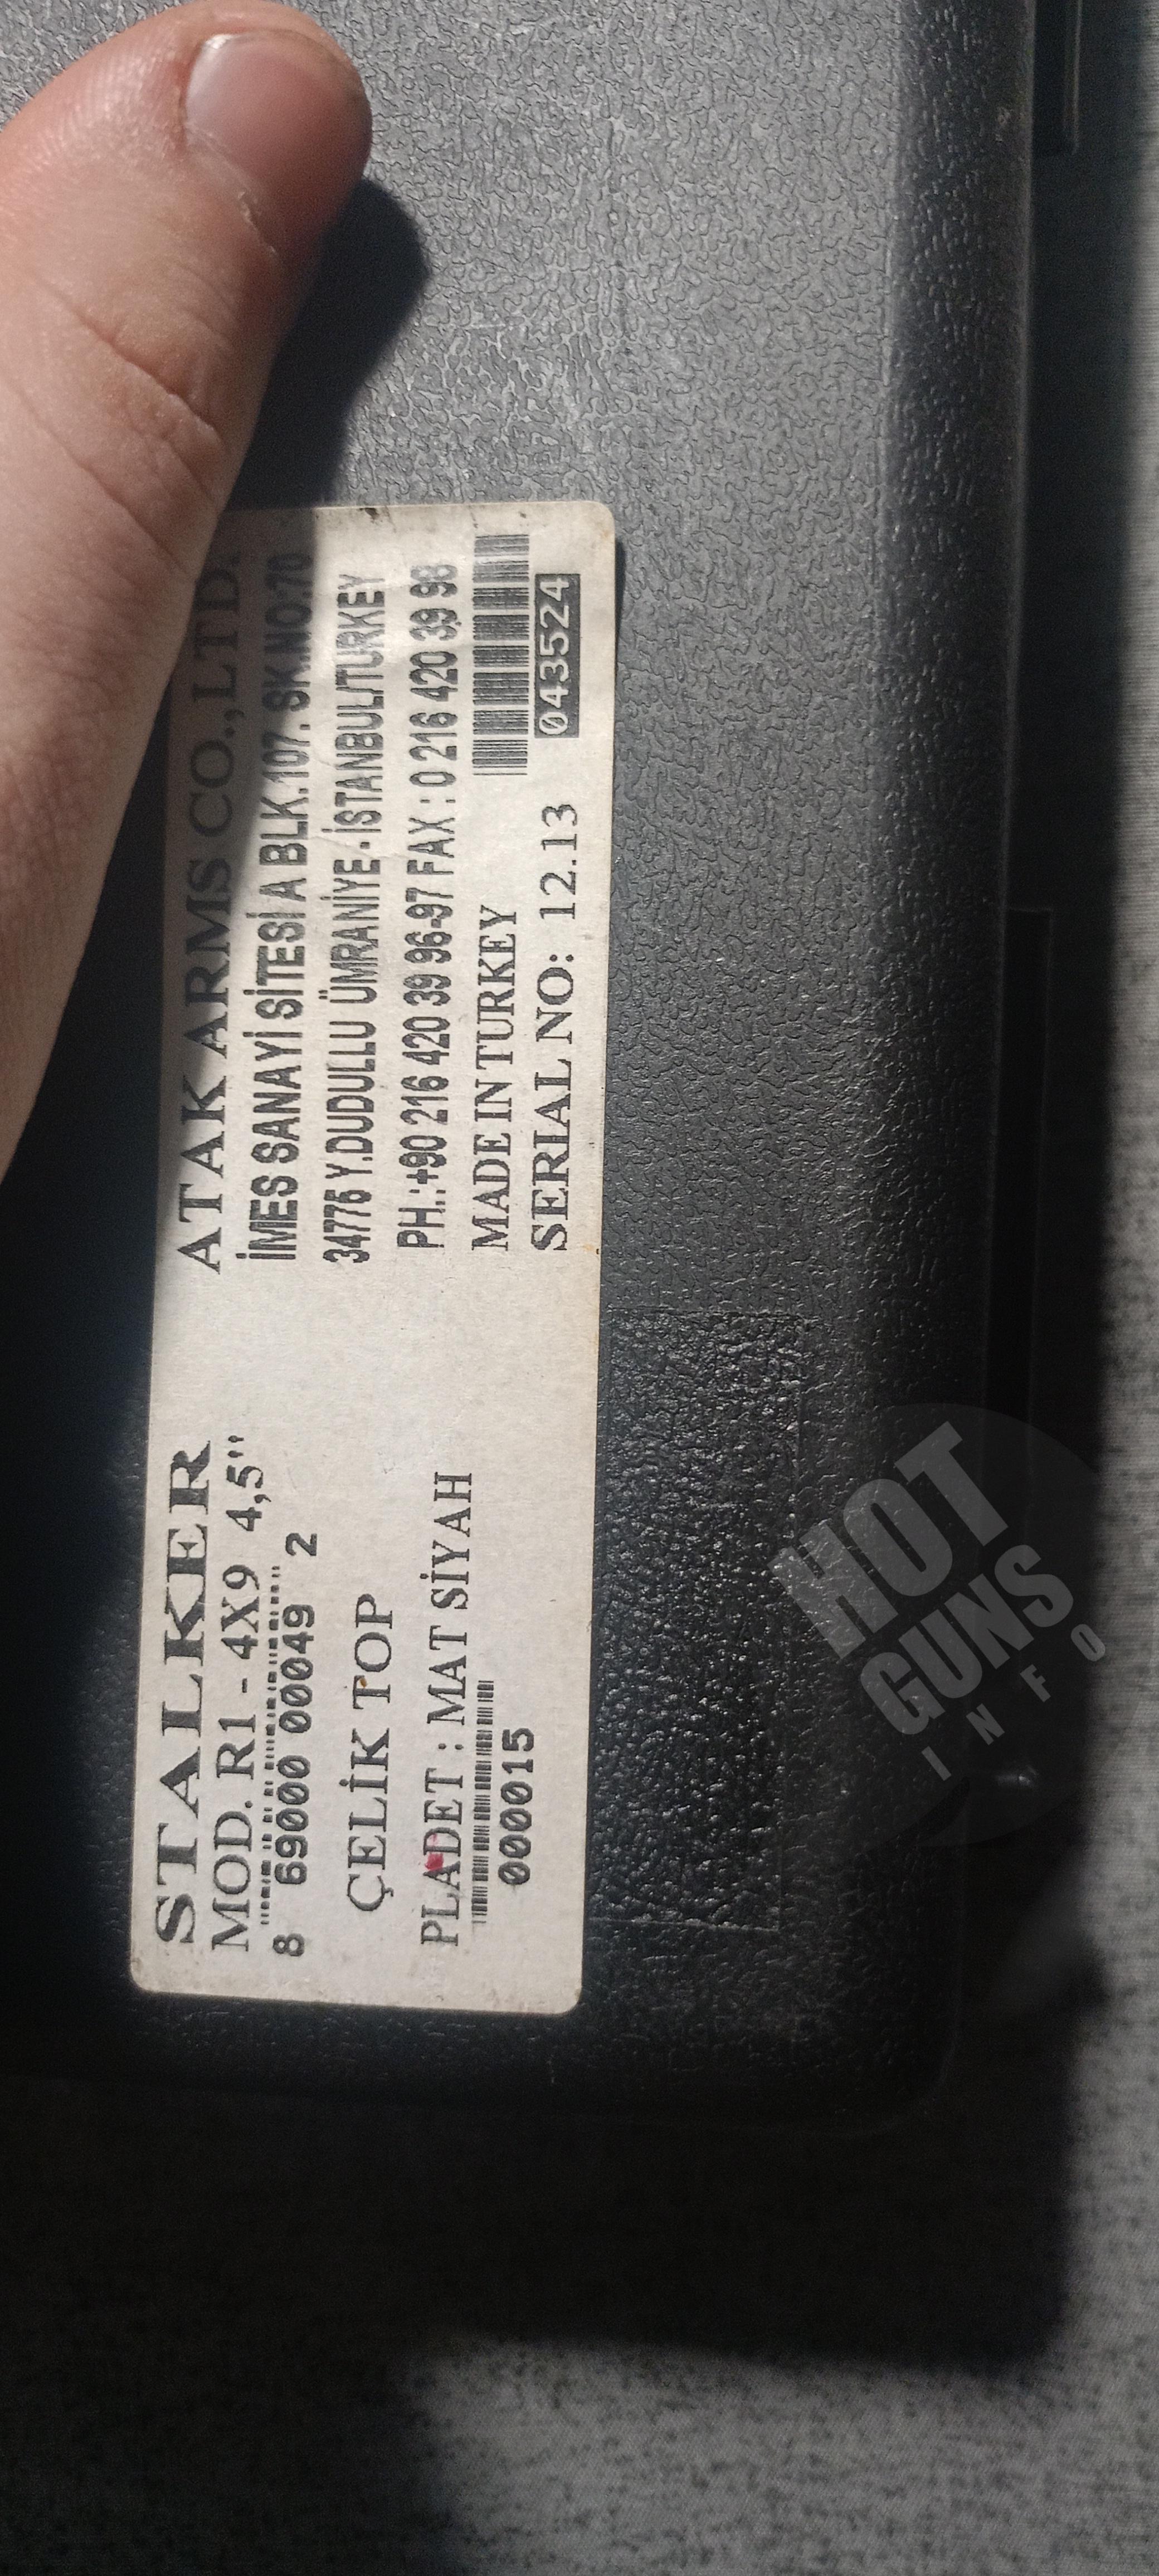 STALKER
MOD. R1 - 4X9 4,5"
8 69000 00049 2
ÇELİK TOP
PLADET : MAT SİYAH
000015
ATAK ARMS CO.,LTD.
İMES SANAYİ SİTESİ A BLK.107. SK.NO:70
34776 Y.DUDULLU ÜMRANİYE - İSTANBUL/TURKEY
PH.:+90 216 420 39 96-97 FAX : 0 216 420 39 98
MADE IN TURKEY
SERIAL NO: 12.13
043524
HOT
GUNS
INFO